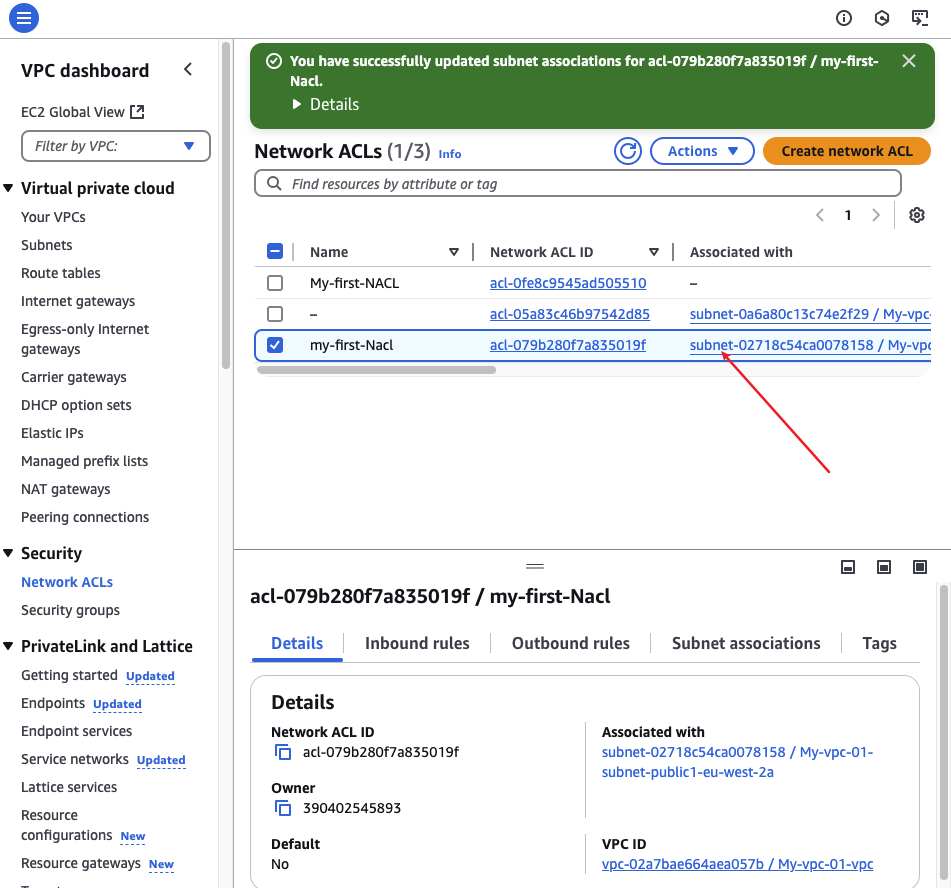 VPC dashboard
EC2 Global View
Filter by VPC:
Virtual private cloud
Your VPCs
Subnets
Route tables
Internet gateways
Egress-only Internet
gateways
Carrier gateways
DHCP option sets
Elastic IPs
Managed prefix lists
NAT gateways
Peering connections
Security
Network ACLs
Security groups
PrivateLink and Lattice
Getting started Updated
Endpoints Updated
Endpoint services
Service networks Updated
Lattice services
Resource
configurations New
Resource gateways New
You have successfully updated subnet associations for acl-079b280f7a835019f / my-first-
Nacl.
Details
Network ACLs (1/3) Info
Actions
Create network ACL
Find resources by attribute or tag
1
Name Network ACL ID Associated with
My-first-NACL acl-0fe8c9545ad505510 –
– acl-05a83c46b97542d85 subnet-0a6a80c13c74e2f29 / My-vpc-
my-first-Nacl acl-079b280f7a835019f subnet-02718c54ca0078158 / My-vpc
acl-079b280f7a835019f / my-first-Nacl
Details Inbound rules Outbound rules Subnet associations Tags
Details
Network ACL ID
acl-079b280f7a835019f
Owner
390402545893
Default
No
Associated with
subnet-02718c54ca0078158 / My-vpc-01-
subnet-public1-eu-west-2a
VPC ID
vpc-02a7bae664aea057b / My-vpc-01-vpc